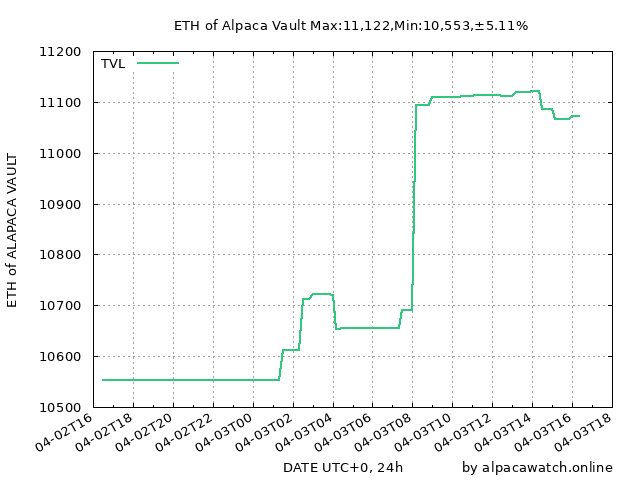 ETH of Alpaca Vault Max:11,122,Min:10,553,±5.11%
TVL
11200
11100
11000
10900
10800
10700
10600
10500
ETH of ALAPACA VAULT
04-02T16
04-02T18
04-02T20
04-02T22
04-03T00
04-03T02
04-03T04
04-03T06
04-03T08
04-03T10
04-03T12
04-03T14
04-03T16
04-03T18
DATE UTC+0, 24h
by alpacawatch.online